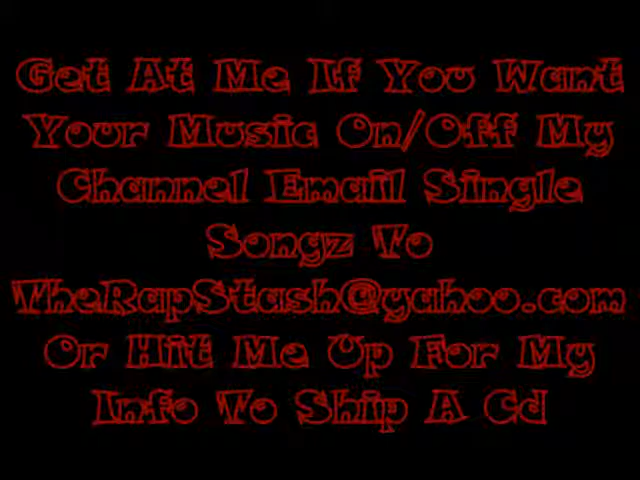 Get At Me If You Want
Your Music On/Off My
Channel Email Single
Songz To
TheRapStash@yahoo.com
Or Hit Me Up For My
Info To Ship A Cd